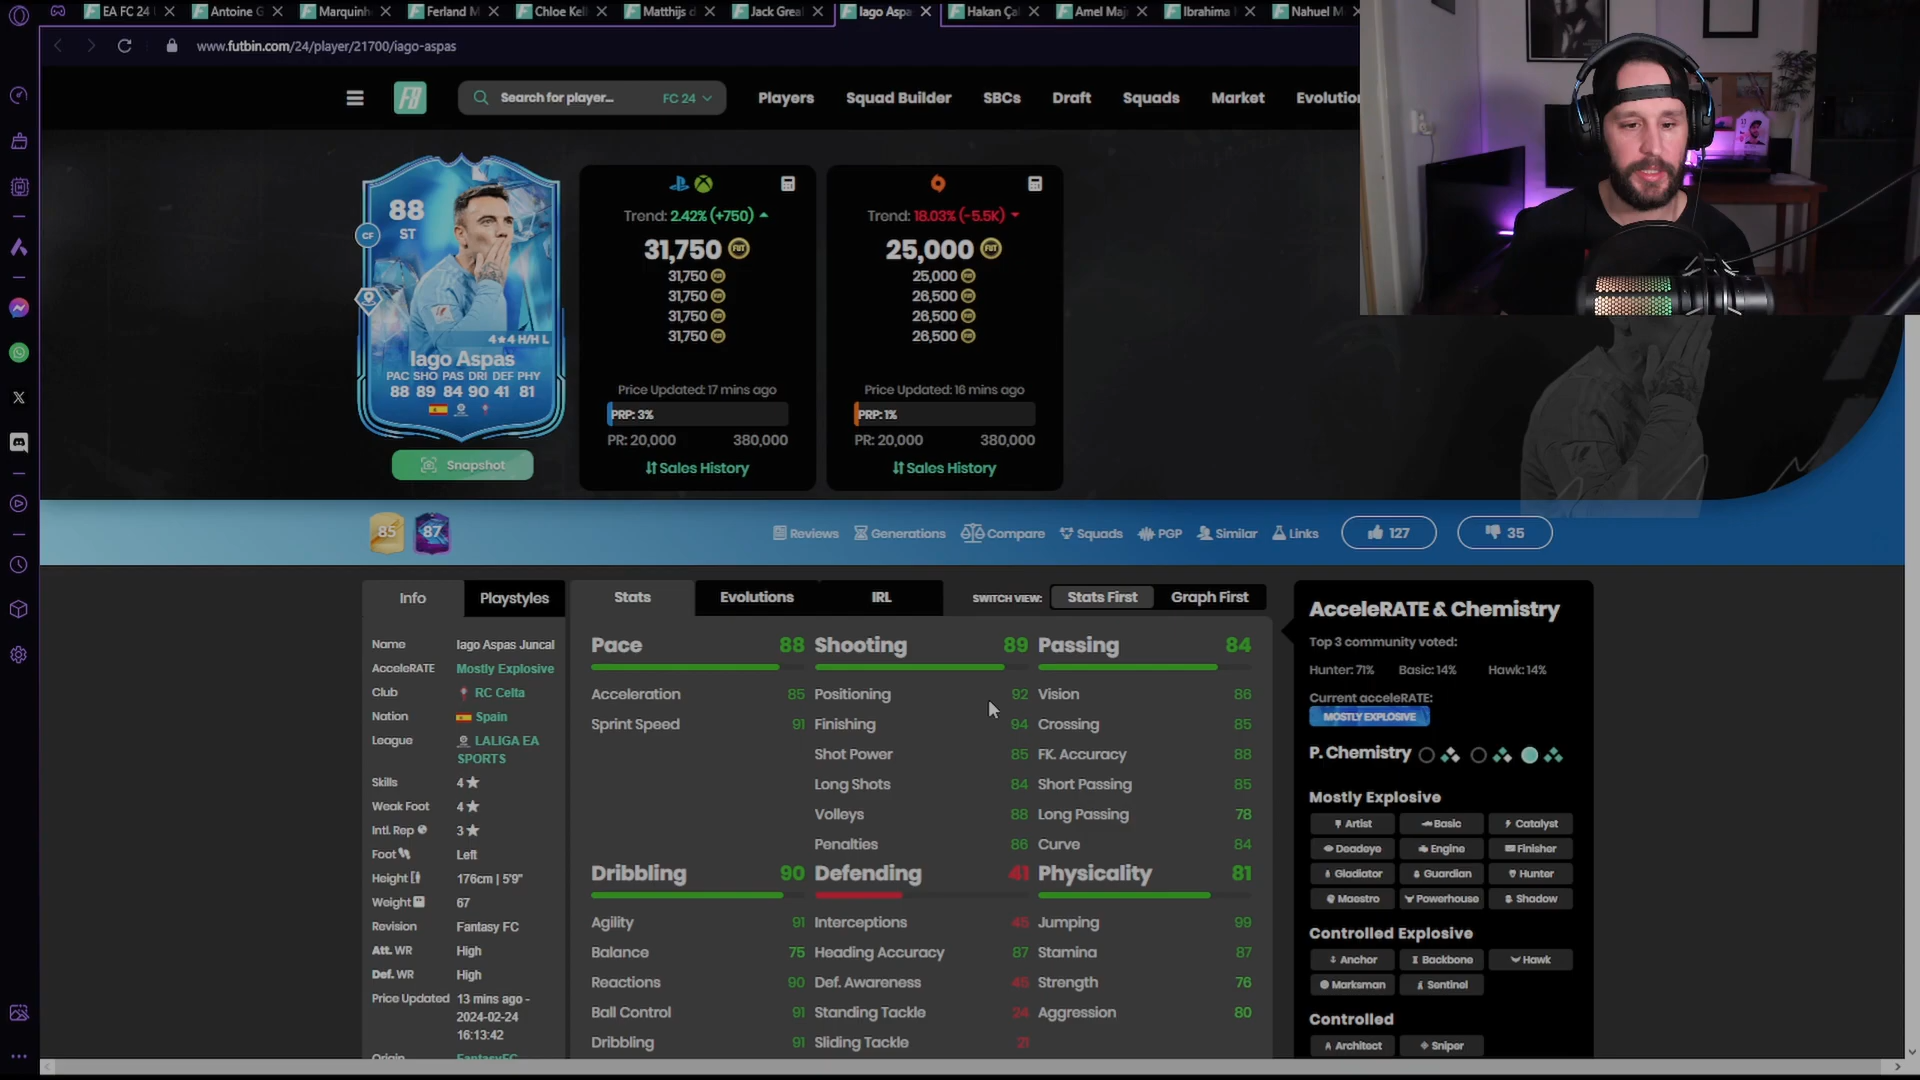 EA FC 24
Antoine G
Marquinh
Ferland M
Chloe Kel
Matthijs d
Jack Grea
Iago Aspa
Hakan Ça
Amel Maj
Ibrahima
Nahuel M
www.futbin.com/24/player/21700/iago-aspas
FB
Search for player...
FC 24
Players
Squad Builder
SBCs
Draft
Squads
Market
Evolution
88
ST
CF
4★4 H/H L
Iago Aspas
PAC SHO PAS DRI DEF PHY
88 89 84 90 41 81
Snapshot
Trend: 2.42% (+750)
31,750
31,750
31,750
31,750
31,750
Price Updated: 17 mins ago
PRP: 3%
PR: 20,000 380,000
Sales History
Trend: 18.03% (-5.5K)
25,000
25,000
26,500
26,500
26,500
Price Updated: 16 mins ago
PRP: 1%
PR: 20,000 380,000
Sales History
85
87
Reviews
Generations
Compare
Squads
PGP
Similar
Links
127
35
Info
Playstyles
Name Iago Aspas Juncal
AcceleRATE Mostly Explosive
Club RC Celta
Nation Spain
League LALIGA EA
SPORTS
Skills 4★
Weak Foot 4★
Intl. Rep 3★
Foot Left
Height 176cm | 5'9"
Weight 67
Revision Fantasy FC
Att. WR High
Def. WR High
Price Updated 13 mins ago -
2024-02-24
16:13:42
Origin FantasyFC
Stats
Evolutions
IRL
SWITCH VIEW:
Stats First
Graph First
Pace 88
Acceleration 85
Sprint Speed 91
Shooting 89
Positioning 92
Finishing 94
Shot Power 85
Long Shots 84
Volleys 88
Penalties 86
Passing 84
Vision 86
Crossing 85
FK. Accuracy 88
Short Passing 85
Long Passing 78
Curve 84
Dribbling 90
Agility 91
Balance 75
Reactions 90
Ball Control 91
Dribbling 91
Defending 41
Interceptions 45
Heading Accuracy 87
Def. Awareness 45
Standing Tackle 24
Sliding Tackle 21
Physicality 81
Jumping 99
Stamina 87
Strength 76
Aggression 80
AcceleRATE & Chemistry
Top 3 community voted:
Hunter: 71% Basic: 14% Hawk: 14%
Current acceleRATE:
MOSTLY EXPLOSIVE
P. Chemistry
Mostly Explosive
Artist Basic Catalyst
Deadeye Engine Finisher
Gladiator Guardian Hunter
Maestro Powerhouse Shadow
Controlled Explosive
Anchor Backbone Hawk
Marksman Sentinel
Controlled
Architect Sniper